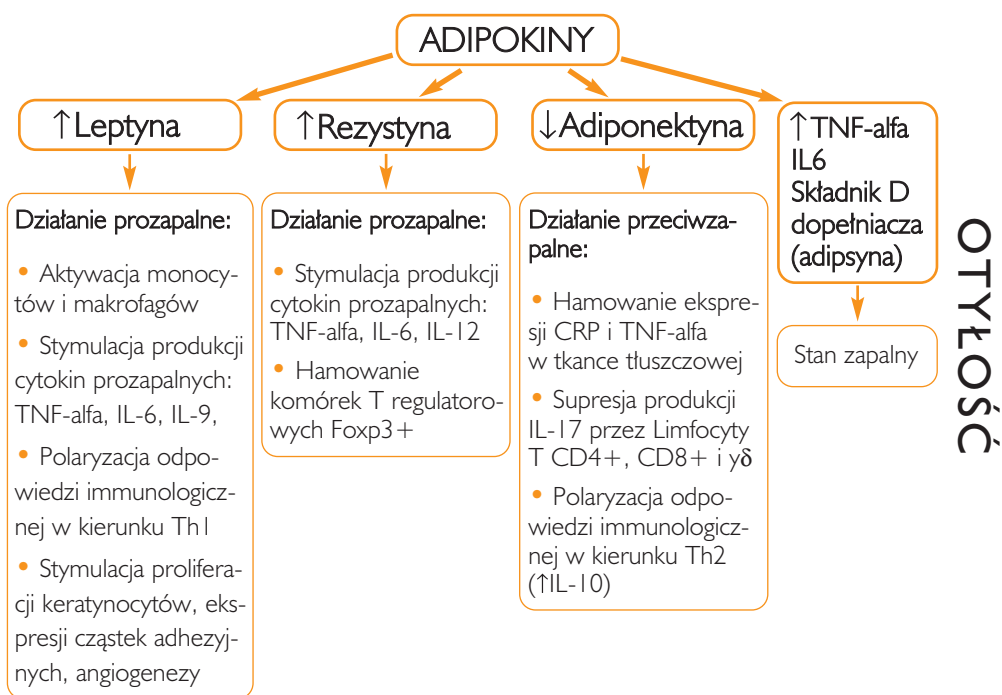 ADIPOKINY
↑Leptyna
Działanie prozapalne:
• Aktywacja monocy-
tów i makrofagów
• Stymulacja produkcji
cytokin prozapalnych:
TNF-alfa, IL-6, IL-9,
• Polaryzacja odpo-
wiedzi immunologicz-
nej w kierunku Th1
• Stymulacja prolifera-
cji keratynocytów, eks-
presji cząstek adhezyj-
nych, angiogenezy
↑Rezystyna
Działanie prozapalne:
• Stymulacja produkcji
cytokin prozapalnych:
TNF-alfa, IL-6, IL-12
• Hamowanie
komórek T regulatoro-
wych Foxp3+
↓Adiponektyna
Działanie przeciwza-
palne:
• Hamowanie ekspre-
sji CRP i TNF-alfa
w tkance tłuszczowej
• Supresja produkcji
IL-17 przez Limfocyty
T CD4+, CD8+ i yδ
• Polaryzacja odpo-
wiedzi immunologicz-
nej w kierunku Th2
(↑IL-10)
↑TNF-alfa
IL6
Składnik D
dopełniacza
(adipsyna)
Stan zapalny
OTYŁOŚĆ